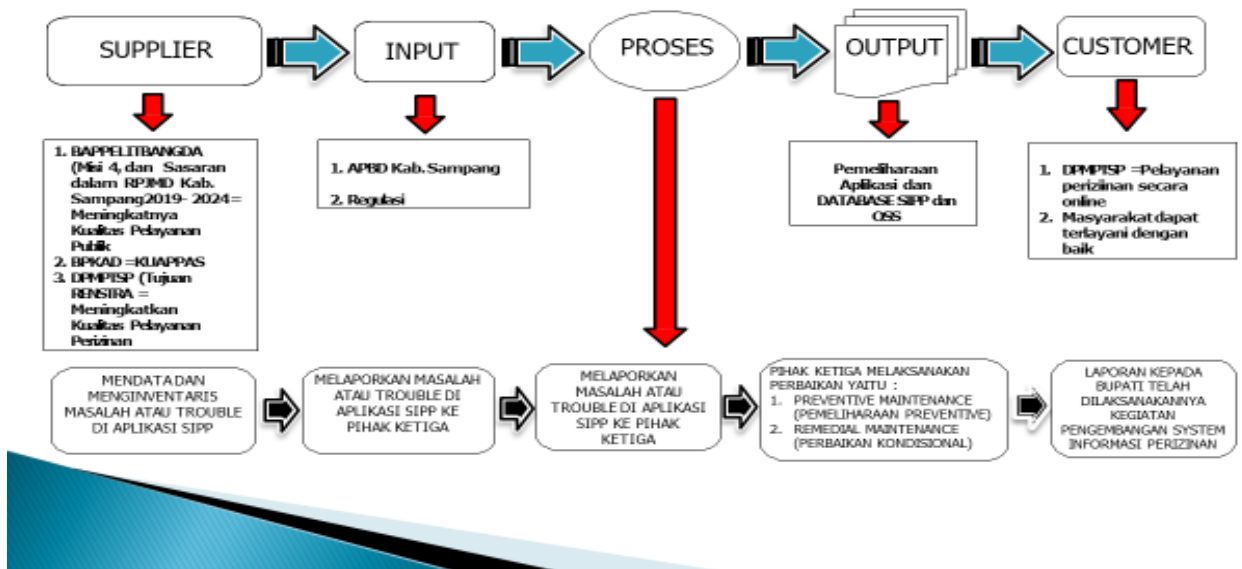 SUPPLIER
INPUT
PROSES
OUTPUT
CUSTOMER
1. BAPPELITBANGDA
(Misi 4, dan Sasaran
dalam RPJMD Kab.
Sampang2019- 2024=
Meningkatnya
Kualitas Pelayanan
Publik
2. BPKAD =KUAPPAS
3. DPMPTSP (Tujuan
RENSTRA =
Meningkatkan
Kualitas Pelayanan
Perizinan
1. APBD Kab. Sampang
2. Regulasi
Pemeliharaan
Aplikasi dan
DATABASE SIPP dan
OSS
1. DPMPTSP =Pelayanan
periziinan secara
online
2. Masyarakat dapat
terlayani dengan
baik
MENDATA DAN
MENGINVENTARIS
MASALAH ATAU TROUBLE
DI APLIKASI SIPP
MELAPORKAN MASALAH
ATAU TROUBLE DI
APLIKASI SIPP KE
PIHAK KETIGA
MELAPORKAN
MASALAH ATAU
TROUBLE DI APLIKASI
SIPP KE PIHAK
KETIGA
PIHAK KETIGA MELAKSANAKAN
PERBAIKAN YAITU :
1. PREVENTIVE MAINTENANCE
(PEMELIHARAAN PREVENTIVE)
2. REMEDIAL MAINTENANCE
(PERBAIKAN KONDISIONAL)
LAPORAN KEPADA
BUPATI TELAH
DILAKSANAKANNYA
KEGIATAN
PENGEMBANGAN SYSTEM
INFORMASI PERIZINAN